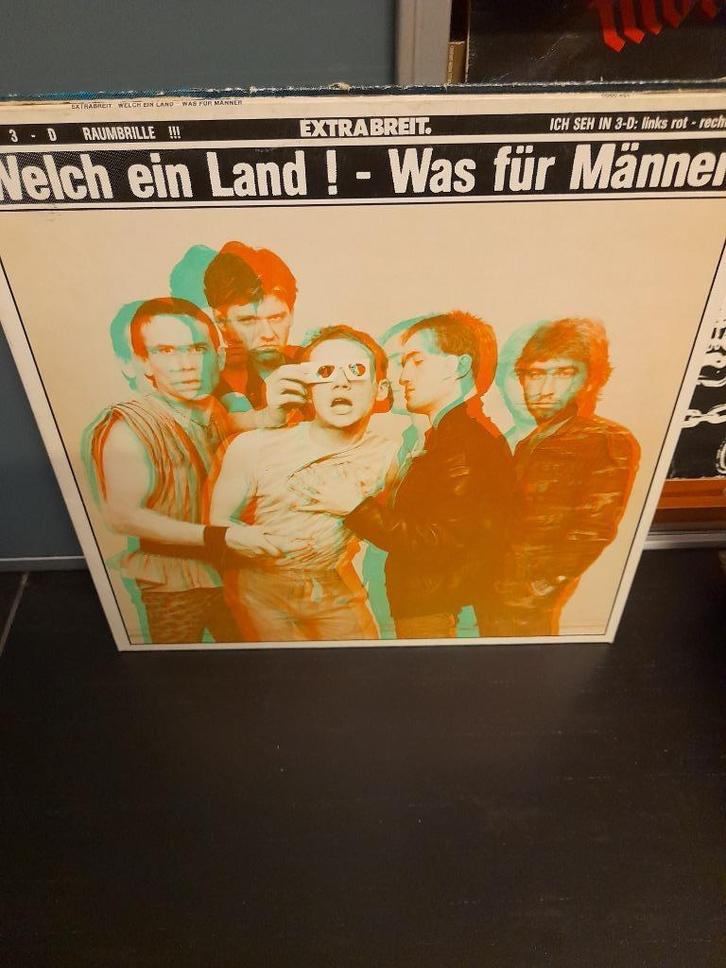 EXTRABREIT WELCH EIN LAND WAS FÜR MÄNNER
3 - D RAUMBRILLE !!! EXTRABREIT. ICH SEH IN 3-D: links rot - rech
Welch ein Land ! - Was für Männer